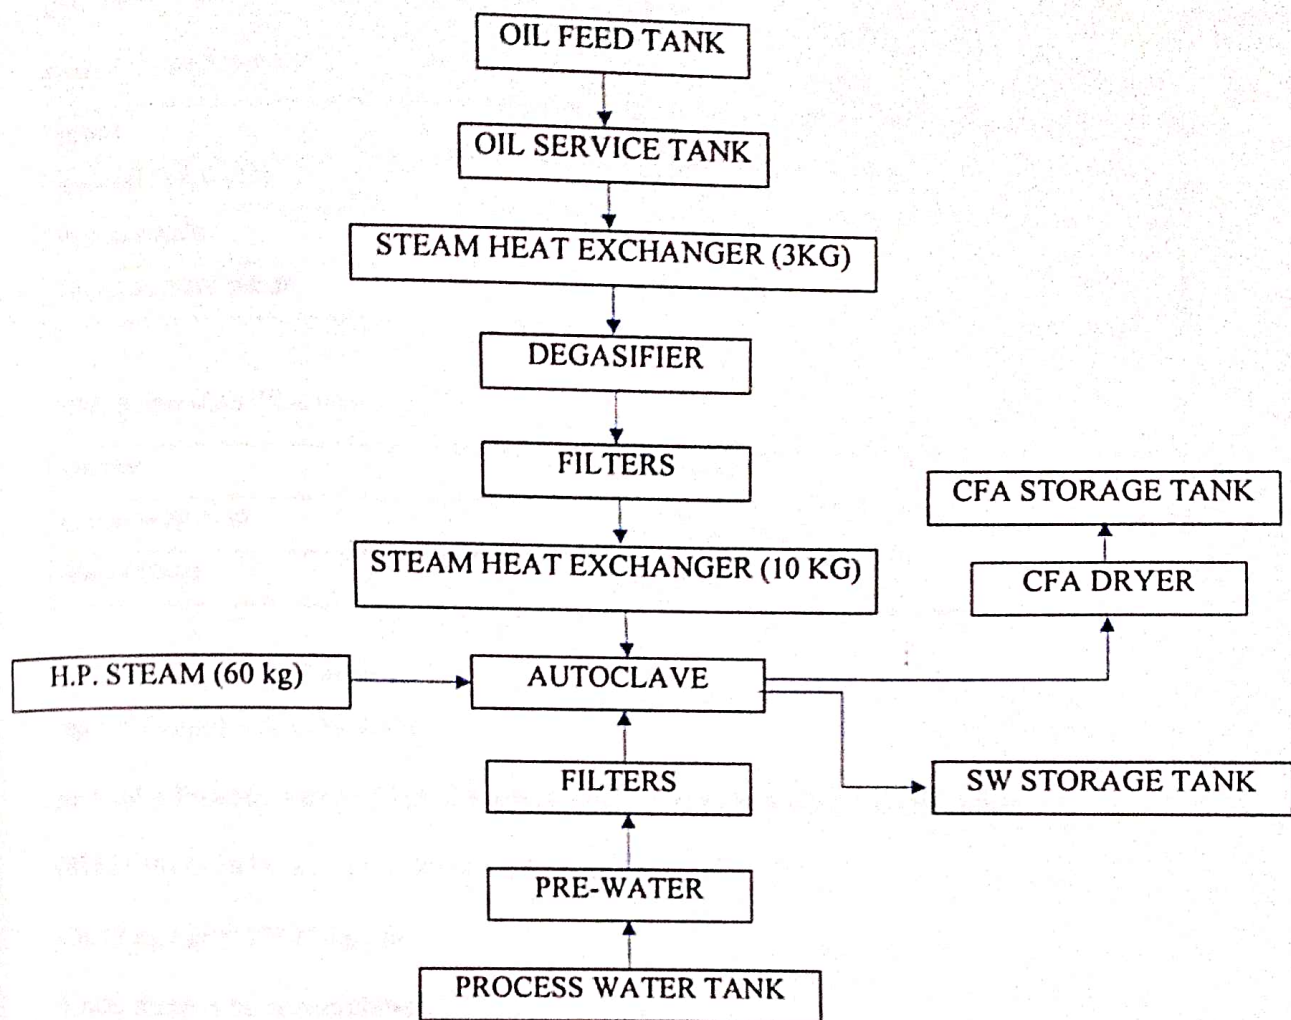 OIL FEED TANK
OIL SERVICE TANK
STEAM HEAT EXCHANGER (3KG)
DEGASIFIER
FILTERS
CFA STORAGE TANK
STEAM HEAT EXCHANGER (10 KG)
CFA DRYER
H.P. STEAM (60 kg)
AUTOCLAVE
FILTERS
SW STORAGE TANK
PRE-WATER
PROCESS WATER TANK